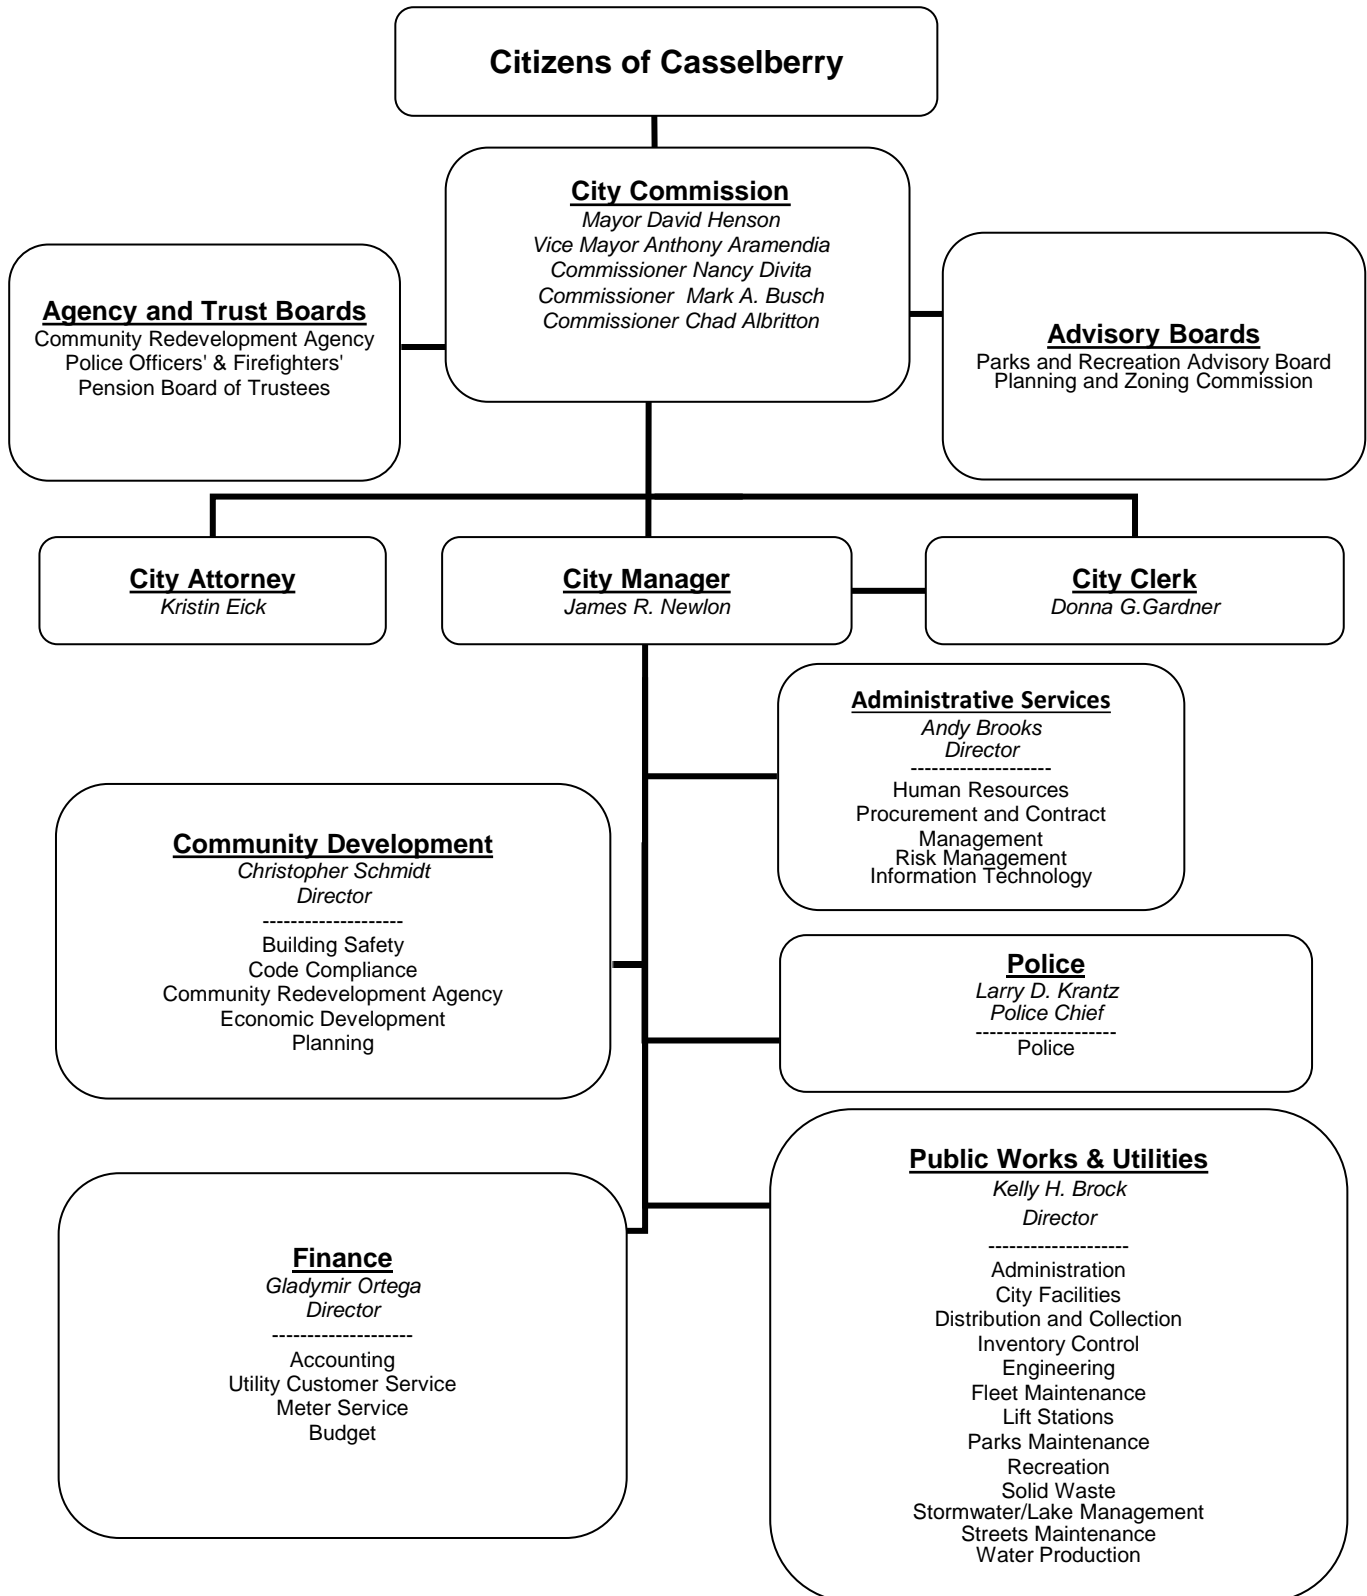 Citizens of Casselberry
City Commission
Mayor David Henson
Vice Mayor Anthony Aramendia
Commissioner Nancy Divita
Commissioner  Mark A. Busch
Commissioner Chad Albritton
Agency and Trust Boards
Community Redevelopment Agency
Police Officers' & Firefighters'
Pension Board of Trustees
Advisory Boards
Parks and Recreation Advisory Board
Planning and Zoning Commission
City Attorney
Kristin Eick
City Manager
James R. Newlon
City Clerk
Donna G.Gardner
Administrative Services
Andy Brooks
Director
--------------------
Human Resources
Procurement and Contract
Management
Risk Management
Information Technology
Community Development
Christopher Schmidt
Director
--------------------
Building Safety
Code Compliance
Community Redevelopment Agency
Economic Development
Planning
Police
Larry D. Krantz
Police Chief
--------------------
Police
Finance
Gladymir Ortega
Director
--------------------
Accounting
Utility Customer Service
Meter Service
Budget
Public Works & Utilities
Kelly H. Brock
Director
--------------------
Administration
City Facilities
Distribution and Collection
Inventory Control
Engineering
Fleet Maintenance
Lift Stations
Parks Maintenance
Recreation
Solid Waste
Stormwater/Lake Management
Streets Maintenance
Water Production